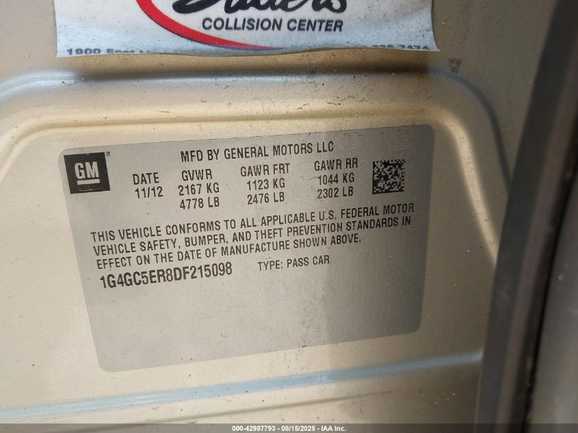 COLLISION CENTER
GM
MFD BY GENERAL MOTORS LLC
DATE GVWR GAWR FRT GAWR RR
11/12 2167 KG 1123 KG 1044 KG
4778 LB 2476 LB 2302 LB
THIS VEHICLE CONFORMS TO ALL APPLICABLE U.S. FEDERAL MOTOR
VEHICLE SAFETY, BUMPER, AND THEFT PREVENTION STANDARDS IN
EFFECT ON THE DATE OF MANUFACTURE SHOWN ABOVE.
1G4GC5ER8DF215098 TYPE: PASS CAR
000-42997793 - 08/15/2025 - IAA Inc.